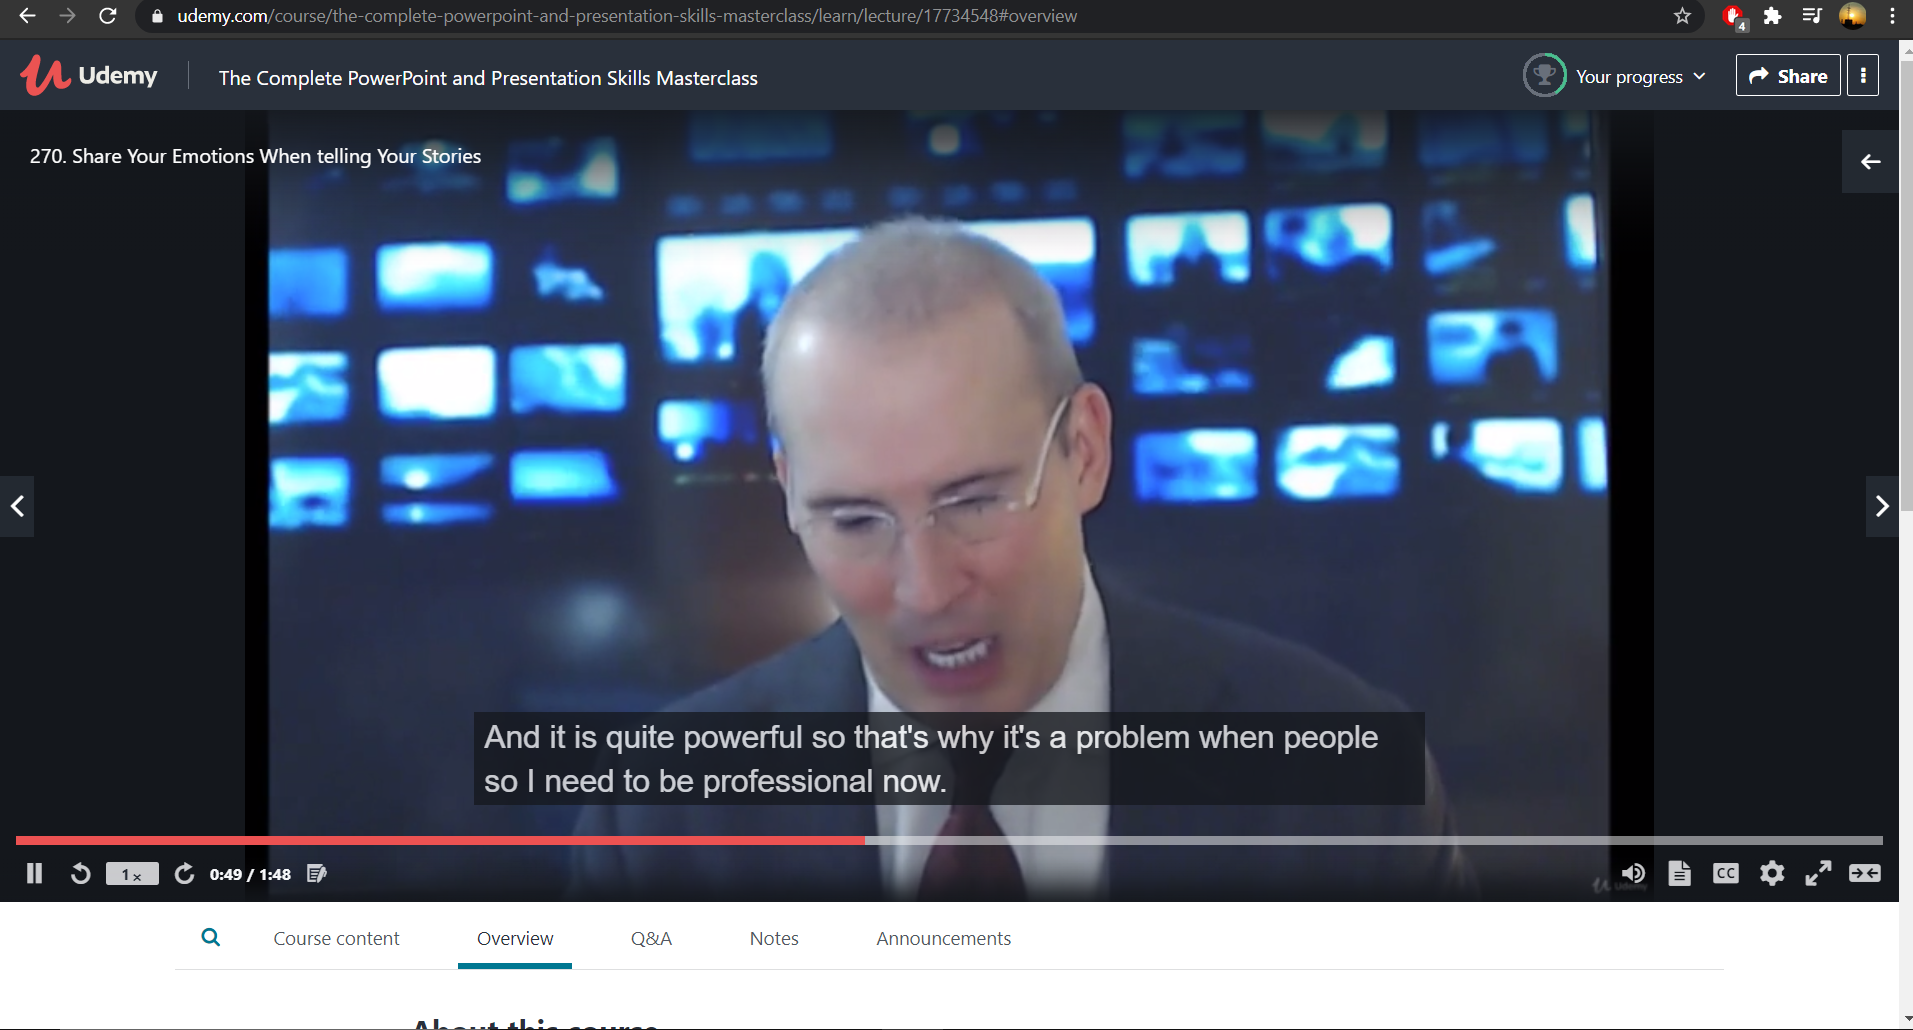 udemy.com/course/the-complete-powerpoint-and-presentation-skills-masterclass/learn/lecture/17734548#overview
4
Udemy
The Complete PowerPoint and Presentation Skills Masterclass
Your progress
Share
270. Share Your Emotions When telling Your Stories
And it is quite powerful so that's why it's a problem when people
so I need to be professional now.
1x
0:49 / 1:48
Udemy
CC
Course content
Overview
Q&A
Notes
Announcements
About this course